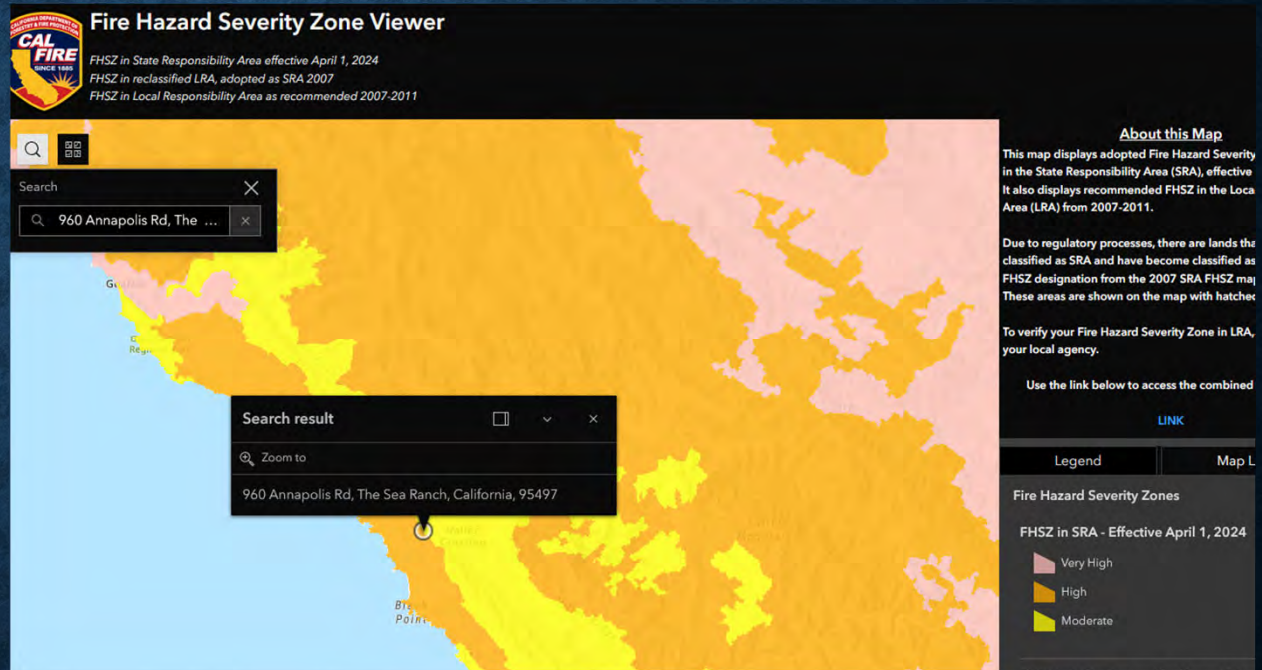 CALIFORNIA DEPARTMENT OF
FORESTRY & FIRE PROTECTION
CAL
FIRE
SINCE 1885
Fire Hazard Severity Zone Viewer
FHSZ in State Responsibility Area effective April 1, 2024
FHSZ in reclassified LRA, adopted as SRA 2007
FHSZ in Local Responsibility Area as recommended 2007-2011
Search
960 Annapolis Rd, The ...
Search result
Zoom to
960 Annapolis Rd, The Sea Ranch, California, 95497
Point
About this Map
This map displays adopted Fire Hazard Severity
in the State Responsibility Area (SRA), effective
It also displays recommended FHSZ in the Loca
Area (LRA) from 2007-2011.
Due to regulatory processes, there are lands tha
classified as SRA and have become classified as
FHSZ designation from the 2007 SRA FHSZ ma
These areas are shown on the map with hatched
To verify your Fire Hazard Severity Zone in LRA,
your local agency.
Use the link below to access the combined
LINK
Legend
Map L
Fire Hazard Severity Zones
FHSZ in SRA - Effective April 1, 2024
Very High
High
Moderate